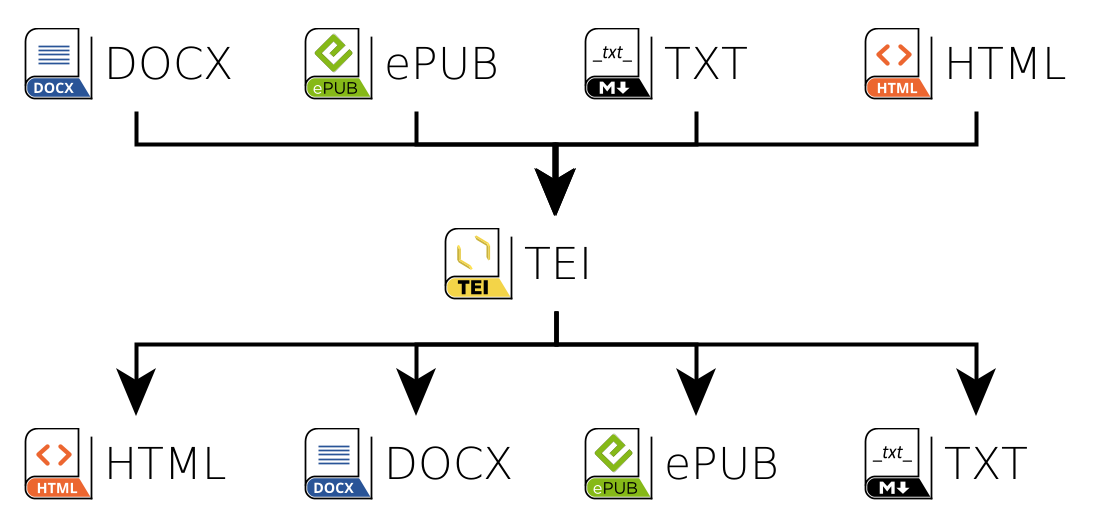 DOCX DOCX
ePUB ePUB
_txt_ M TXT
HTML HTML
TEI TEI
HTML HTML
DOCX DOCX
ePUB ePUB
_txt_ M TXT